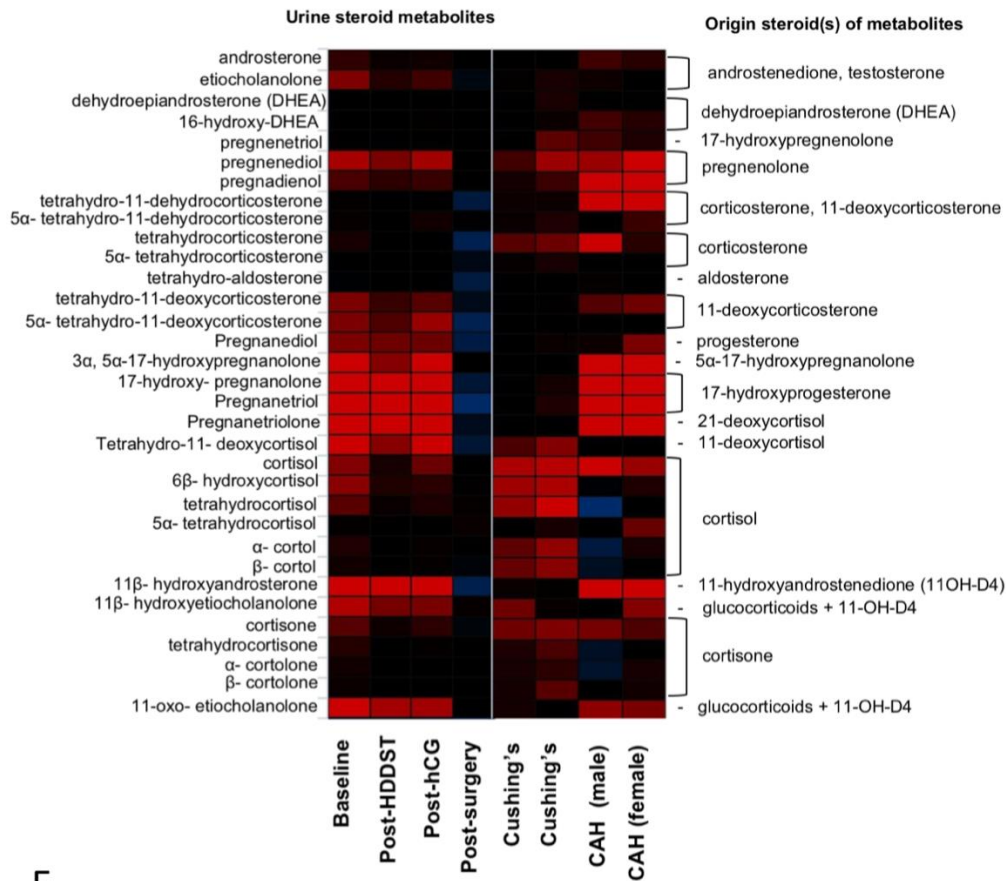 Urine steroid metabolites
Origin steroid(s) of metabolites
androsterone
etiocholanolone
androstenedione, testosterone
dehydroepiandrosterone (DHEA)
16-hydroxy-DHEA
dehydroepiandrosterone (DHEA)
pregnenetriol
- 17-hydroxypregnenolone
pregnenediol
pregnadienol
pregnenolone
tetrahydro-11-dehydrocorticosterone
5α- tetrahydro-11-dehydrocorticosterone
corticosterone, 11-deoxycorticosterone
tetrahydrocorticosterone
5α- tetrahydrocorticosterone
corticosterone
tetrahydro-aldosterone
- aldosterone
tetrahydro-11-deoxycorticosterone
5α- tetrahydro-11-deoxycorticosterone
11-deoxycorticosterone
Pregnanediol
- progesterone
3α, 5α-17-hydroxypregnanolone
- 5α-17-hydroxypregnanolone
17-hydroxy- pregnanolone
Pregnanetriol
17-hydroxyprogesterone
Pregnanetriolone
- 21-deoxycortisol
Tetrahydro-11- deoxycortisol
- 11-deoxycortisol
cortisol
6β- hydroxycortisol
tetrahydrocortisol
5α- tetrahydrocortisol
α- cortol
β- cortol
cortisol
11β- hydroxyandrosterone
- 11-hydroxyandrostenedione (11OH-D4)
11β- hydroxyetiocholanolone
- glucocorticoids + 11-OH-D4
cortisone
tetrahydrocortisone
α- cortolone
β- cortolone
cortisone
11-oxo- etiocholanolone
- glucocorticoids + 11-OH-D4
Baseline
Post-HDDST
Post-hCG
Post-surgery
Cushing's
Cushing's
CAH (male)
CAH (female)